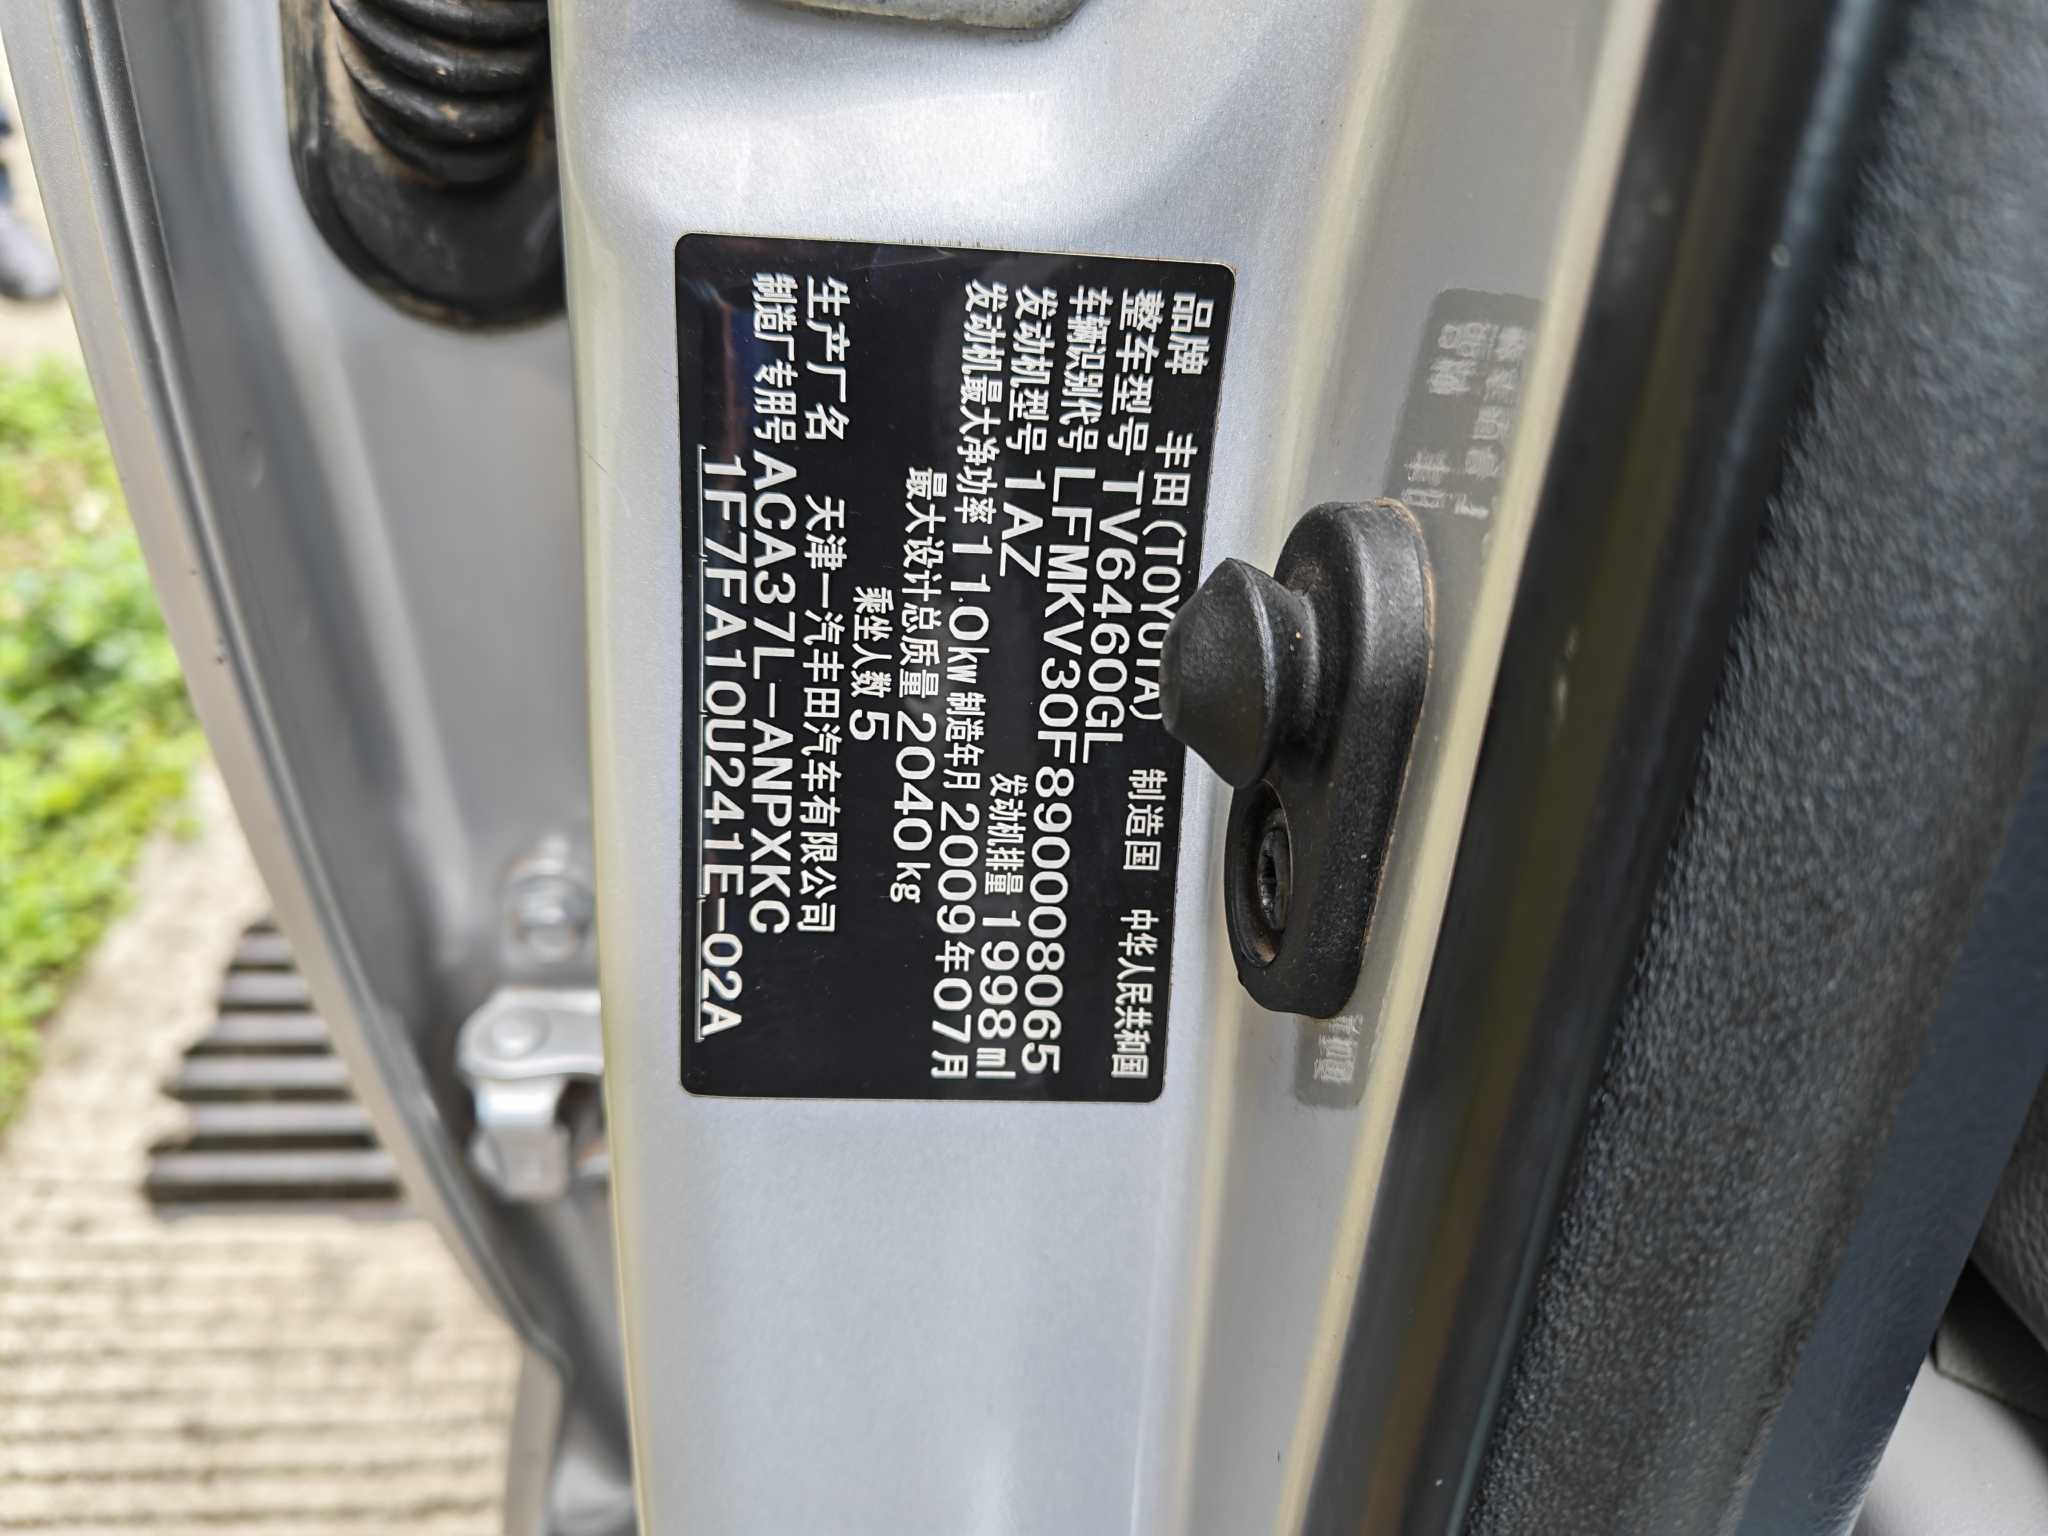 品牌 丰田(TOYOTA) 制造国 中华人民共和国
整车型号 TV6460GL
车辆识别代号 LFMKV30F890008065
发动机型号 1AZ 发动机排量 1998ml
发动机最大净功率 110kW 制造年月 2009年07月
最大设计总质量 2040kg
乘坐人数 5
生产厂名 天津一汽丰田汽车有限公司
制造厂专用号 ACA37L-ANPXKC
1F7FA10U241E-02A